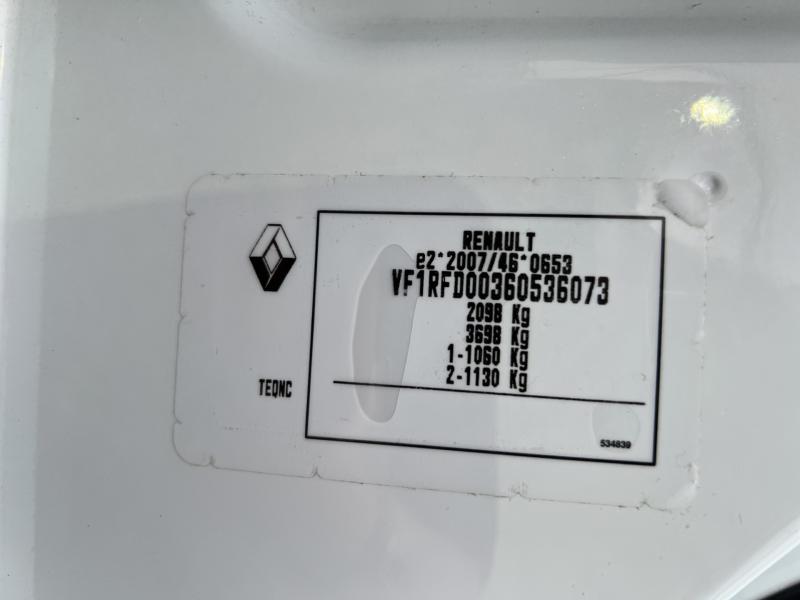 RENAULT
e2*2007/46*0653
VF1RFD00360536073
2098 Kg
3698 Kg
1-1060 Kg
2-1130 Kg
TEQNC
534839